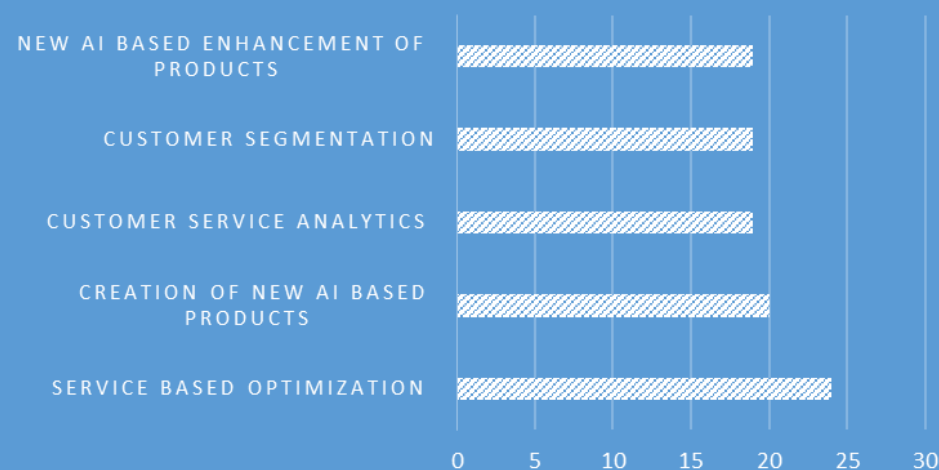 NEW AI BASED ENHANCEMENT OF
PRODUCTS
CUSTOMER SEGMENTATION
CUSTOMER SERVICE ANALYTICS
CREATION OF NEW AI BASED
PRODUCTS
SERVICE BASED OPTIMIZATION
0 5 10 15 20 25 30